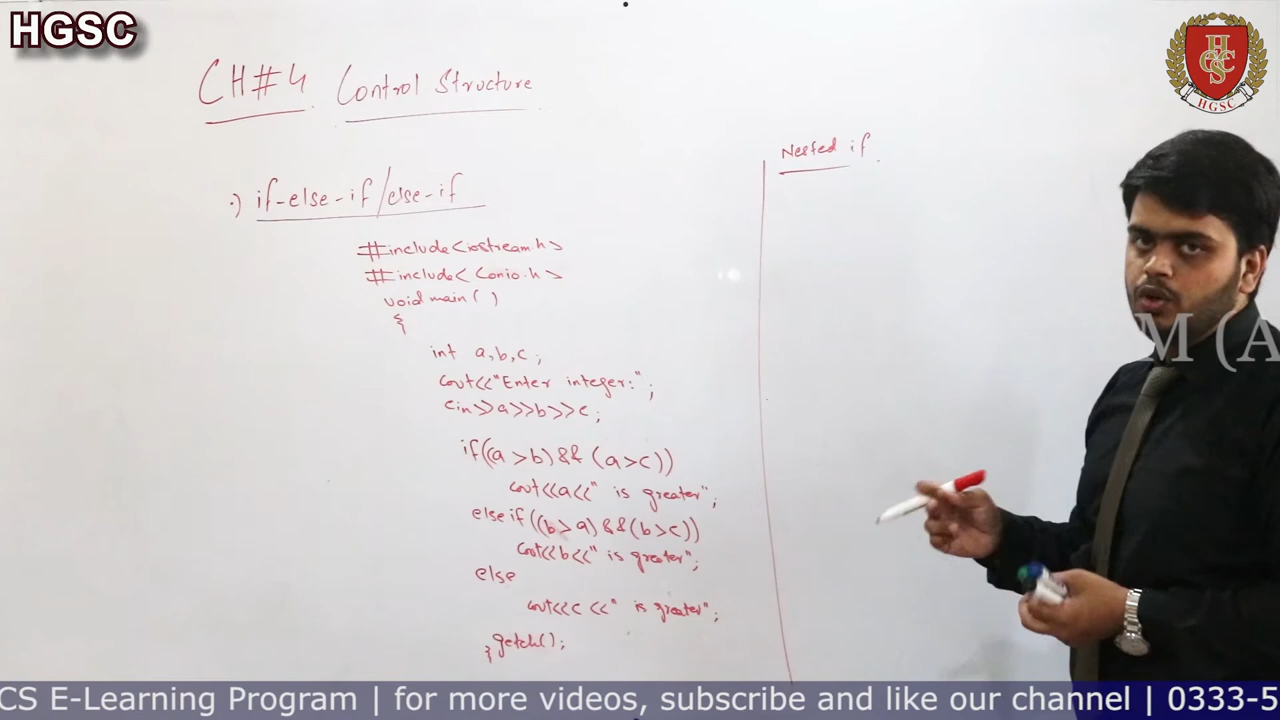 HGSC
HGSC
HGSC
CH#4 Control Structure
Nested if
if-else-if/else-if
#include<iostream.h>
#include<conio.h>
void main( )
{
int a,b,c;
cout<<"Enter integer:";
cin>>a>>b>>c;
if((a>b)&&(a>c))
cout<<a<<" is greater";
else if((b>a)&&(b>c))
cout<<b<<" is greater";
else
cout<<c<<" is greater";
} getch();
M (A
CS E-Learning Program | for more videos, subscribe and like our channel | 0333-5